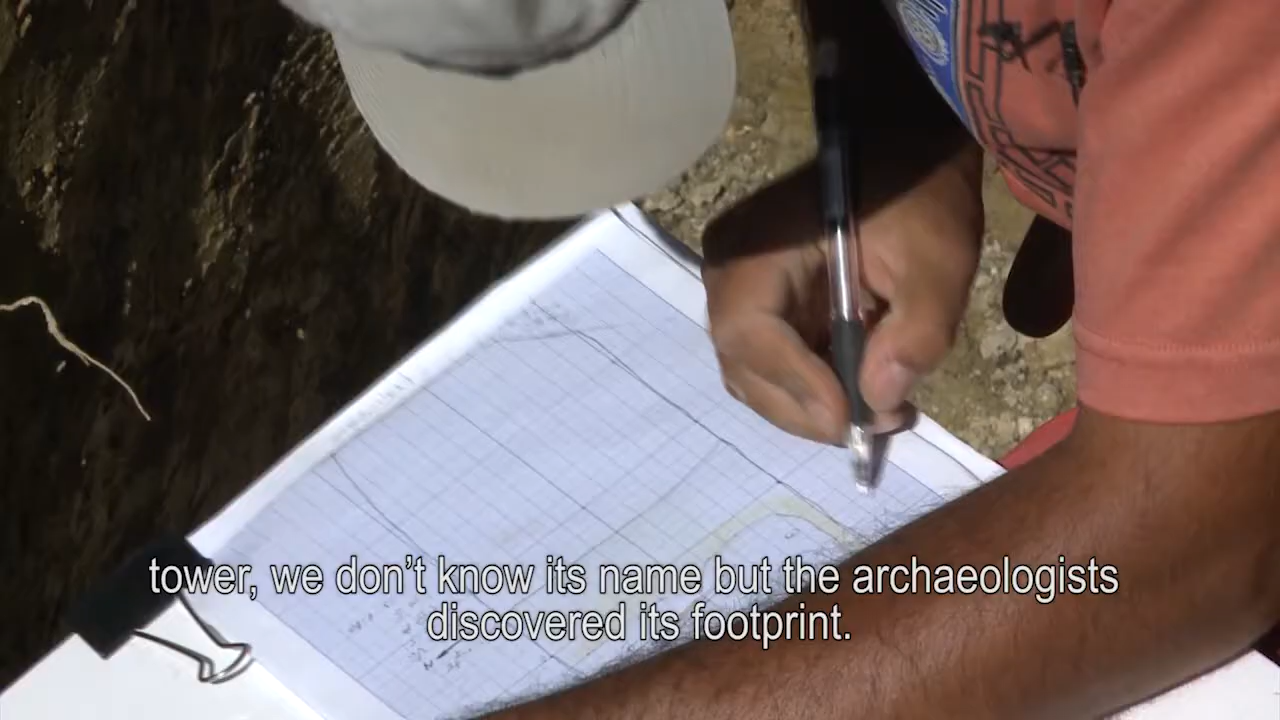 tower, we don’t know its name but the archaeologists
discovered its footprint.